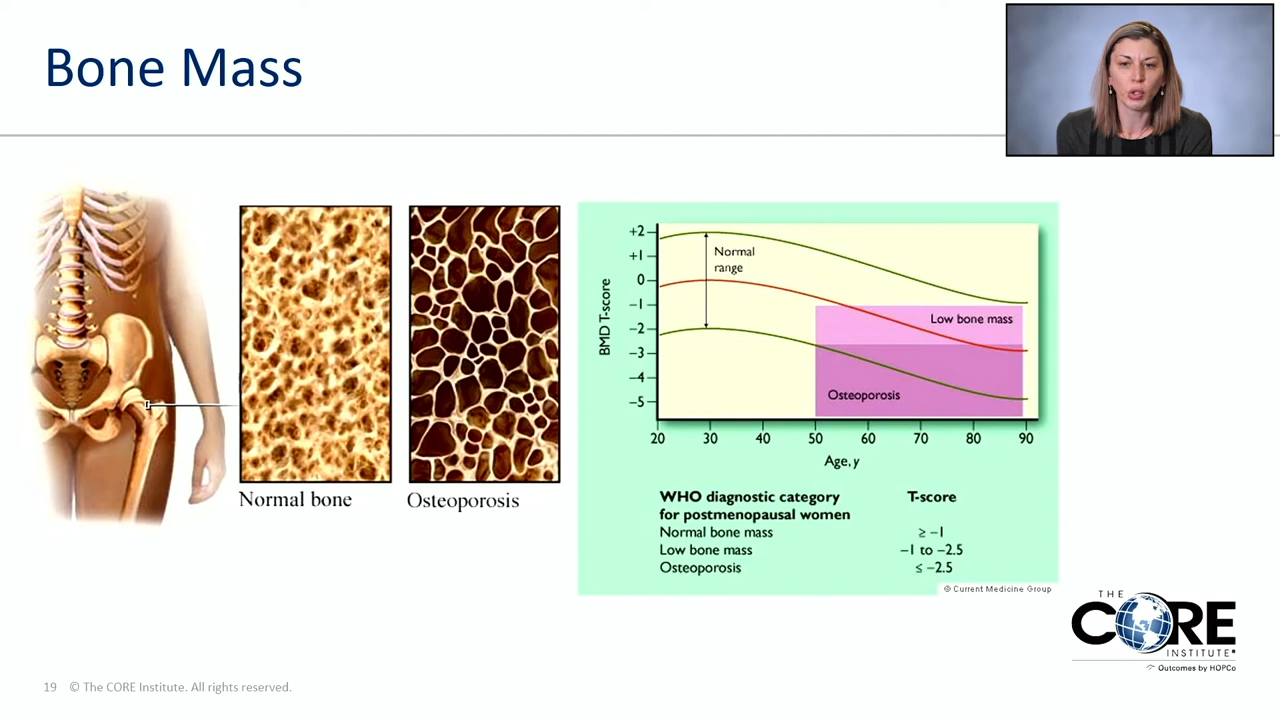 Bone Mass
Normal bone
Osteoporosis
BMD T-score
+2
+1
0
−1
−2
−3
−4
−5
Normal
range
Low bone mass
Osteoporosis
20 30 40 50 60 70 80 90
Age, y
WHO diagnostic category T-score
for postmenopausal women
Normal bone mass ≥ −1
Low bone mass −1 to −2.5
Osteoporosis ≤ −2.5
© Current Medicine Group
THE
CORE
INSTITUTE®
Outcomes by HOPCo
19 © The CORE Institute. All rights reserved.